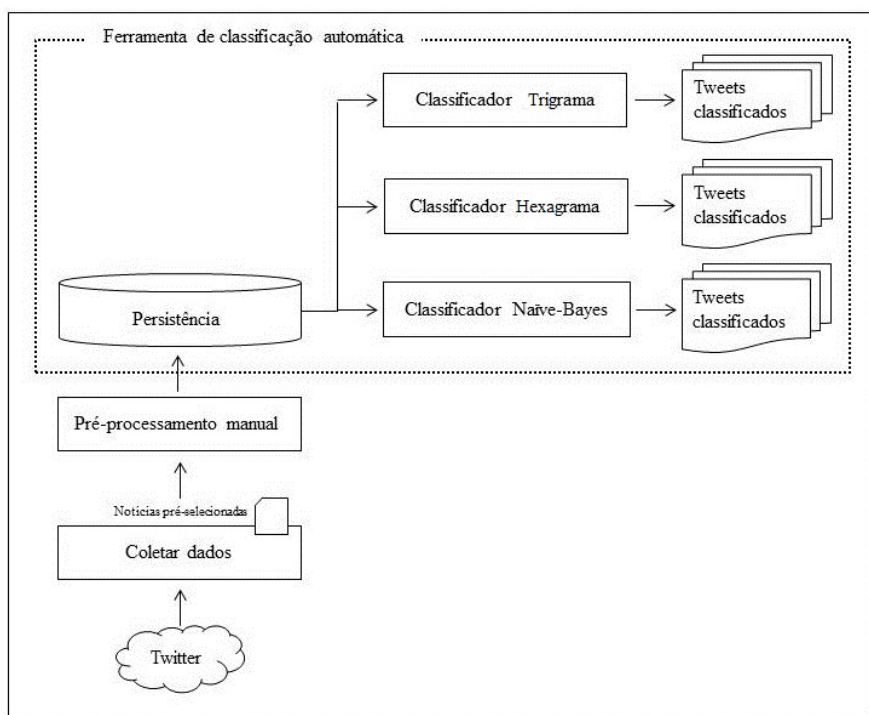 Ferramenta de classificação automática
Classificador Trigrama
Tweets
classificados
Classificador Hexagrama
Tweets
classificados
Persistência
Classificador Naïve-Bayes
Tweets
classificados
Pré-processamento manual
Notícias pré-selecionadas
Coletar dados
Twitter